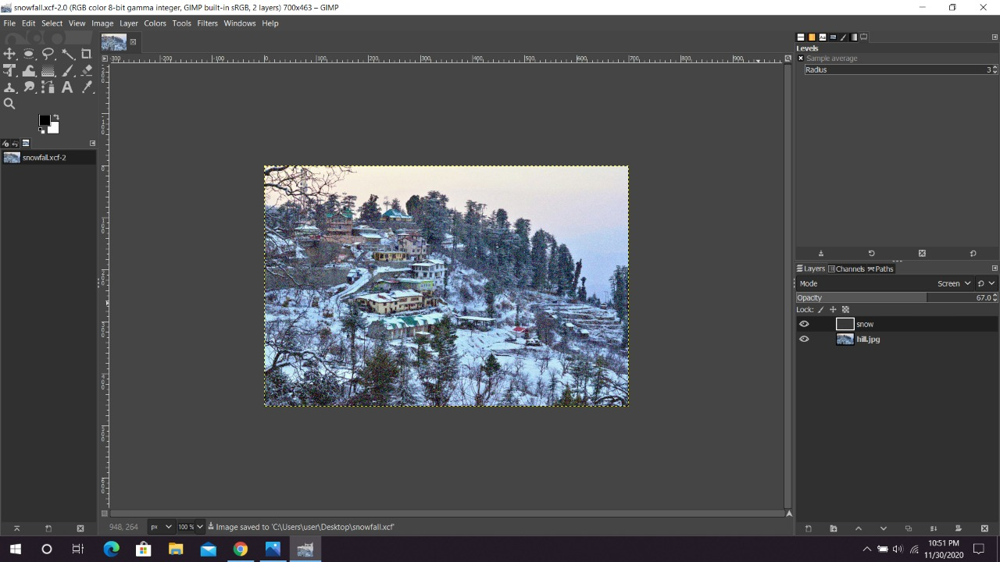 snowfall.xcf-2.0 (RGB color 8-bit gamma integer, GIMP built-in sRGB, 2 layers) 700x463 – GIMP
File Edit Select View Image Layer Colors Tools Filters Windows Help
-300 -200 -100 0 100 200 300 400 500 600 700 800 900
Levels
Sample average
Radius 3
snowfall.xcf-2
Layers Channels Paths
Mode Screen
Opacity 67.0
Lock:
snow
hill.jpg
948, 264 px 100 % Image saved to 'C:\Users\user\Desktop\snowfall.xcf'
10:51 PM
11/30/2020